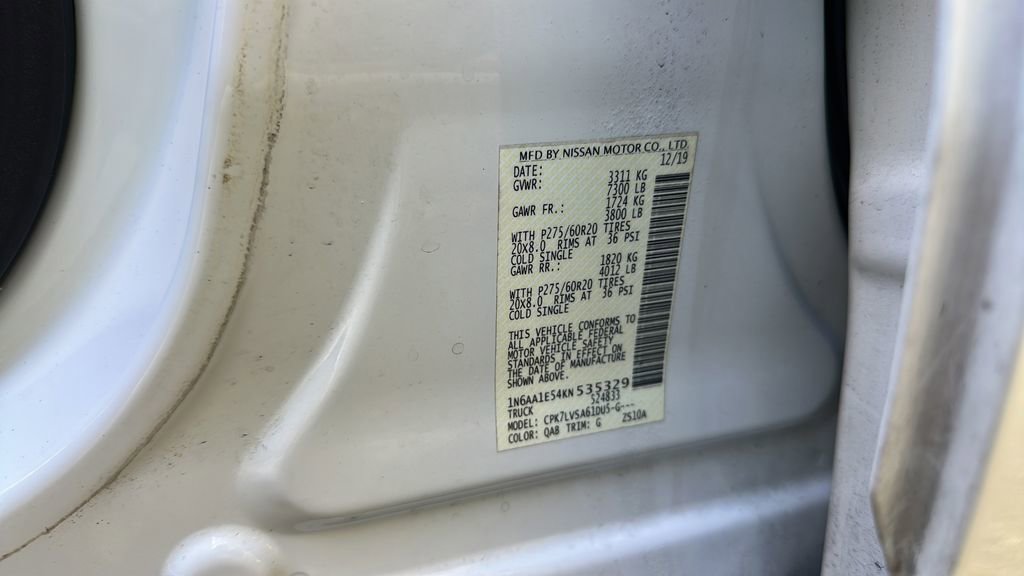 MFD BY NISSAN MOTOR CO., LTD
DATE: 12/19
GVWR: 3311 KG
7300 LB
GAWR FR.: 1724 KG
3800 LB
WITH P275/60R20 TIRES
20X8.0 RIMS AT 36 PSI
COLD SINGLE
GAWR RR.: 1820 KG
4012 LB
WITH P275/60R20 TIRES
20X8.0 RIMS AT 36 PSI
COLD SINGLE
THIS VEHICLE CONFORMS TO
ALL APPLICABLE FEDERAL
MOTOR VEHICLE SAFETY
STANDARDS IN EFFECT ON
THE DATE OF MANUFACTURE
SHOWN ABOVE.
1N6AA1E54KN535329
TRUCK 524833
MODEL: CPK7LVSA61DU5-G---
COLOR: QAB TRIM: G ZS10A